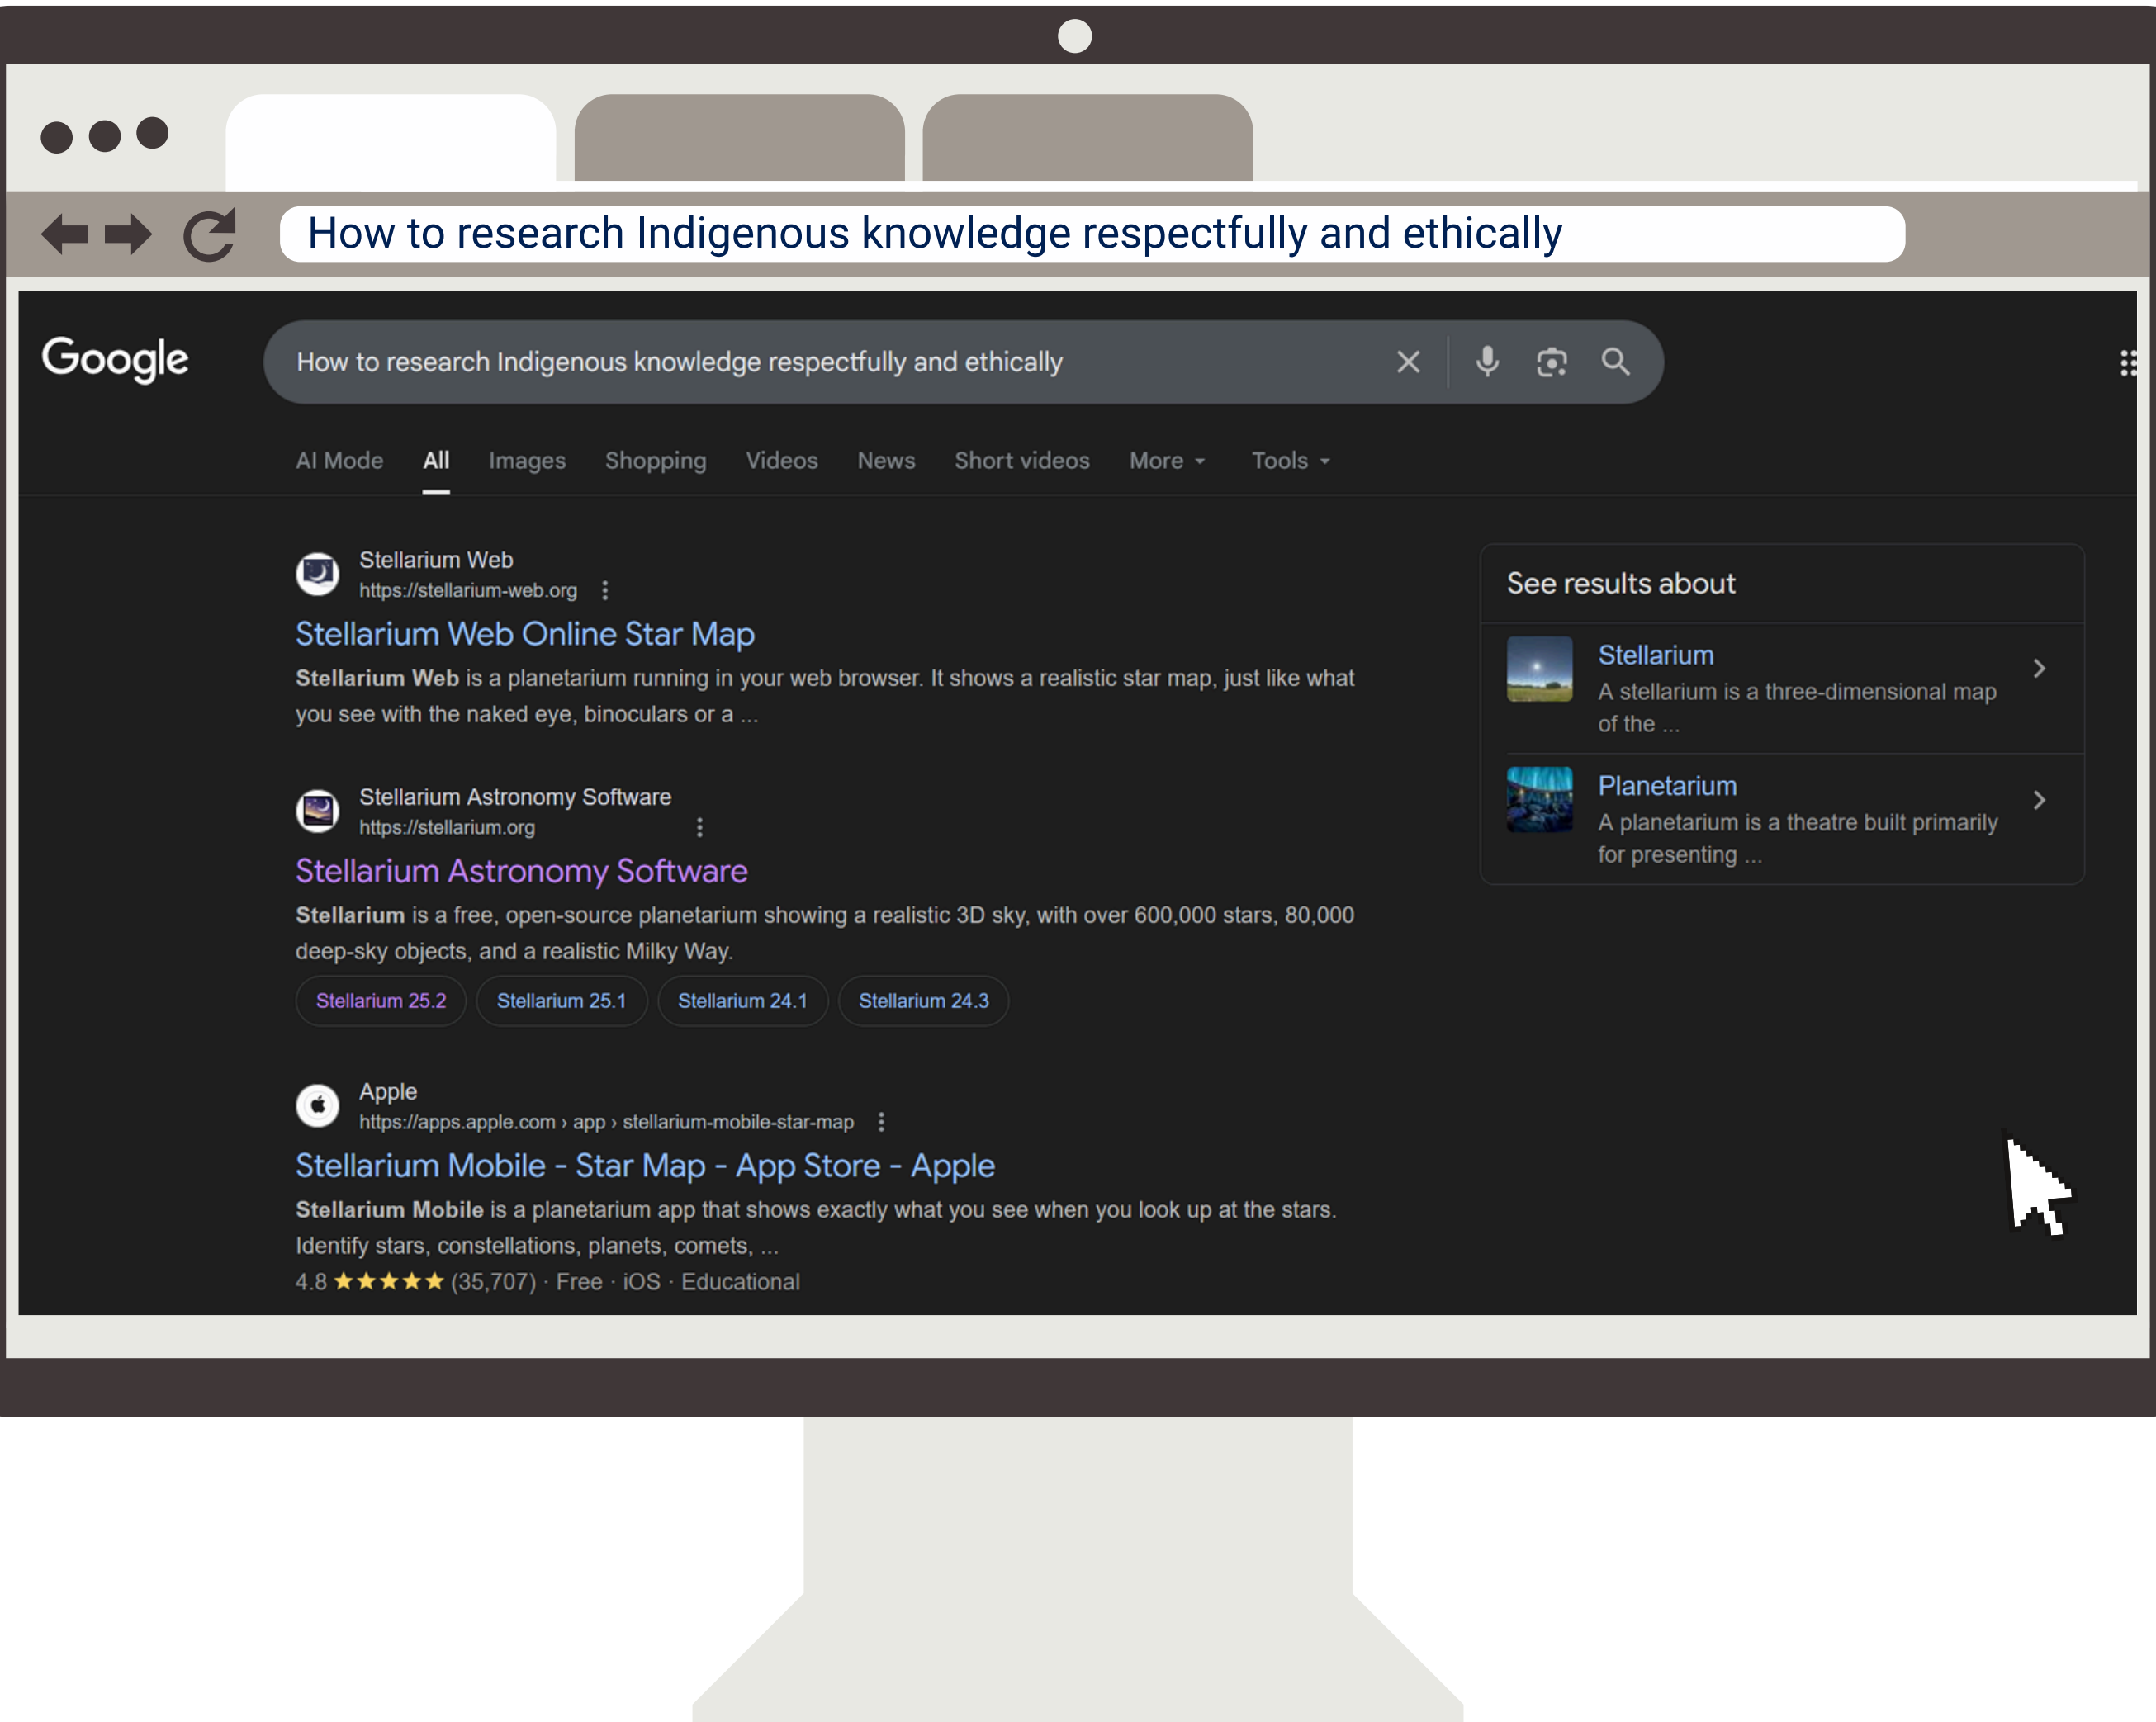 How to research Indigenous knowledge respectfully and ethically
Google
How to research Indigenous knowledge respectfully and ethically
AI Mode All Images Shopping Videos News Short videos More Tools
Stellarium Web
https://stellarium-web.org
Stellarium Web Online Star Map
Stellarium Web is a planetarium running in your web browser. It shows a realistic star map, just like what
you see with the naked eye, binoculars or a ...
Stellarium Astronomy Software
https://stellarium.org
Stellarium Astronomy Software
Stellarium is a free, open-source planetarium showing a realistic 3D sky, with over 600,000 stars, 80,000
deep-sky objects, and a realistic Milky Way.
Stellarium 25.2 Stellarium 25.1 Stellarium 24.1 Stellarium 24.3
Apple
https://apps.apple.com › app › stellarium-mobile-star-map
Stellarium Mobile - Star Map - App Store - Apple
Stellarium Mobile is a planetarium app that shows exactly what you see when you look up at the stars.
Identify stars, constellations, planets, comets, ...
4.8 ★★★★★ (35,707) · Free · iOS · Educational
See results about
Stellarium
A stellarium is a three-dimensional map
of the ...
Planetarium
A planetarium is a theatre built primarily
for presenting ...